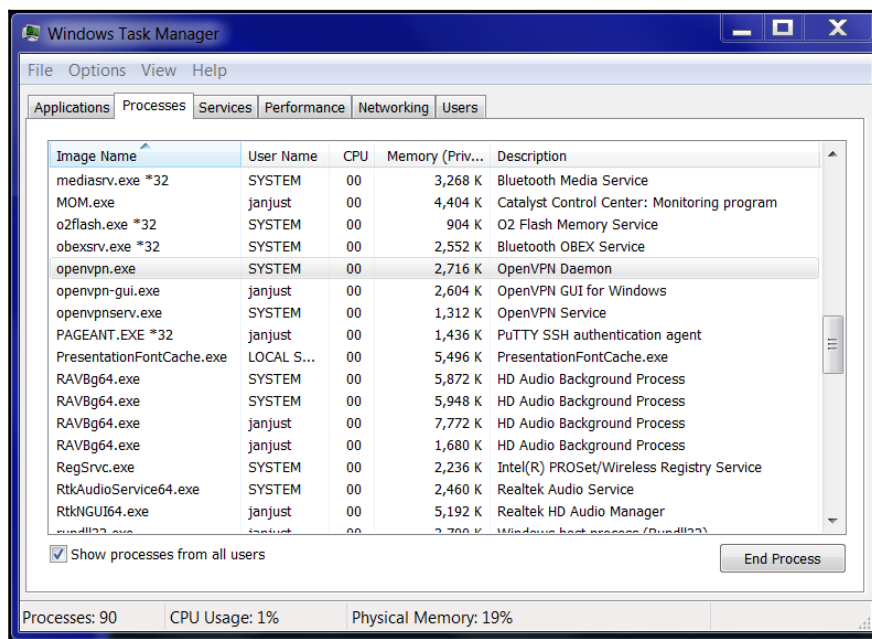 Windows Task Manager
File Options View Help
Applications Processes Services Performance Networking Users
Image Name User Name CPU Memory (Priv... Description
mediasrv.exe *32 SYSTEM 00 3,268 K Bluetooth Media Service
MOM.exe janjust 00 4,404 K Catalyst Control Center: Monitoring program
o2flash.exe *32 SYSTEM 00 904 K O2 Flash Memory Service
obexsrv.exe *32 SYSTEM 00 2,552 K Bluetooth OBEX Service
openvpn.exe SYSTEM 00 2,716 K OpenVPN Daemon
openvpn-gui.exe janjust 00 2,604 K OpenVPN GUI for Windows
openvpnserv.exe SYSTEM 00 1,312 K OpenVPN Service
PAGEANT.EXE *32 janjust 00 1,436 K PuTTY SSH authentication agent
PresentationFontCache.exe LOCAL S... 00 5,496 K PresentationFontCache.exe
RAVBg64.exe SYSTEM 00 5,872 K HD Audio Background Process
RAVBg64.exe SYSTEM 00 5,948 K HD Audio Background Process
RAVBg64.exe janjust 00 7,772 K HD Audio Background Process
RAVBg64.exe janjust 00 1,680 K HD Audio Background Process
RegSrvc.exe SYSTEM 00 2,236 K Intel(R) PROSet/Wireless Registry Service
RtkAudioService64.exe SYSTEM 00 2,460 K Realtek Audio Service
RtkNGUI64.exe janjust 00 5,192 K Realtek HD Audio Manager
rundll32.exe janjust 00 K Windows host process (Rundll32)
Show processes from all users
End Process
Processes: 90 CPU Usage: 1% Physical Memory: 19%